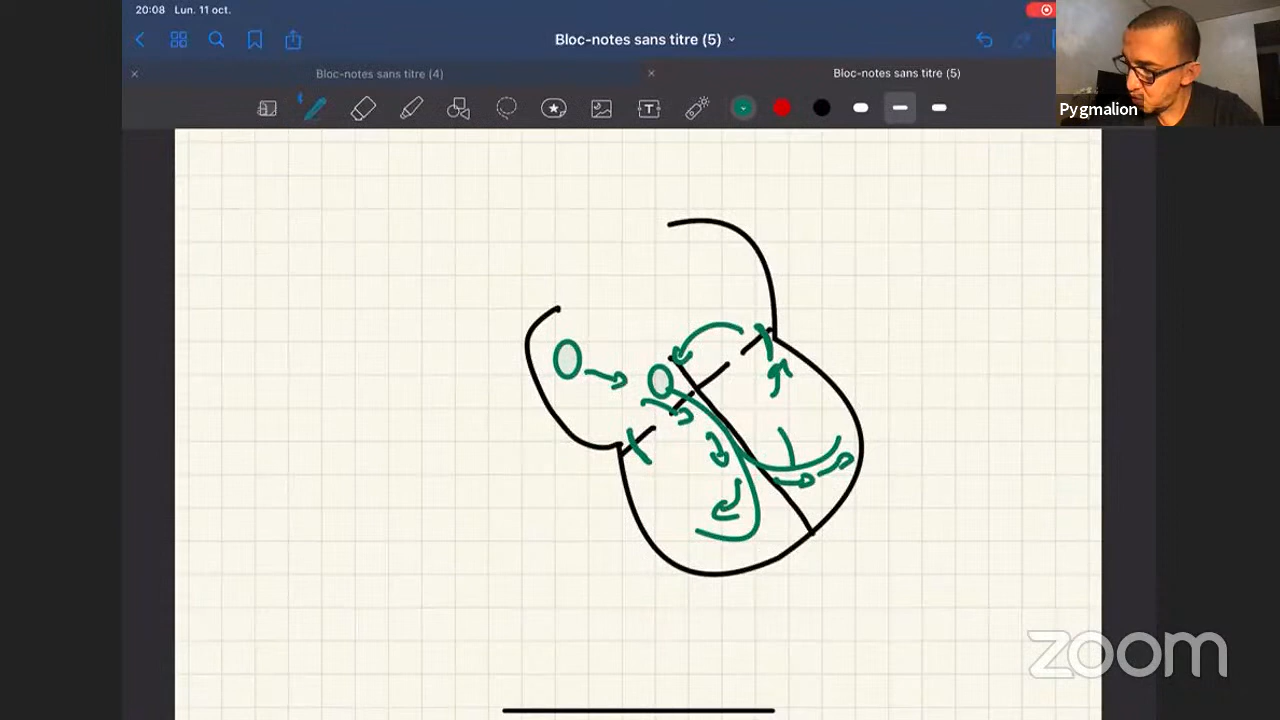 20:08 Lun. 11 oct.
Bloc-notes sans titre (5)
Bloc-notes sans titre (4)
Bloc-notes sans titre (5)
Pygmalion
zoom